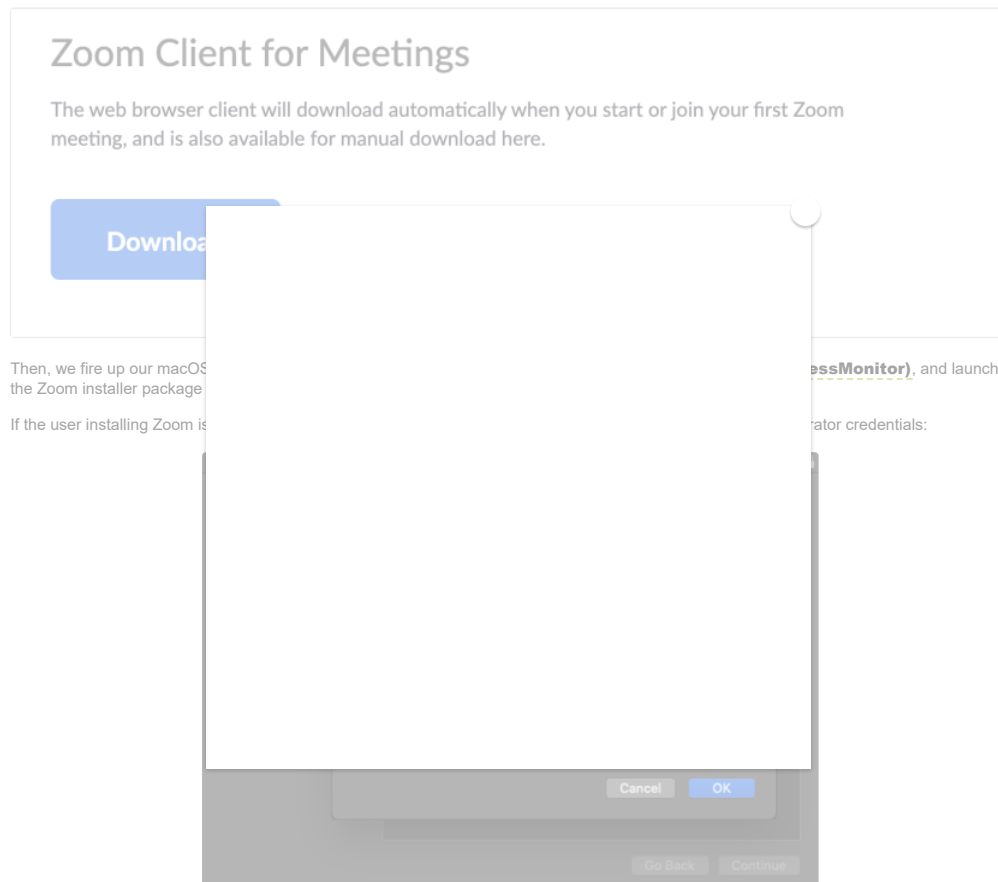 Zoom Client for Meetings
The web browser client will download automatically when you start or join your first Zoom
meeting, and is also available for manual download here.
Then, we fire up our macOS essMonitor), and launch
the Zoom installer package
If the user installing Zoom is rator credentials:
Cancel OK
Go Back Continue